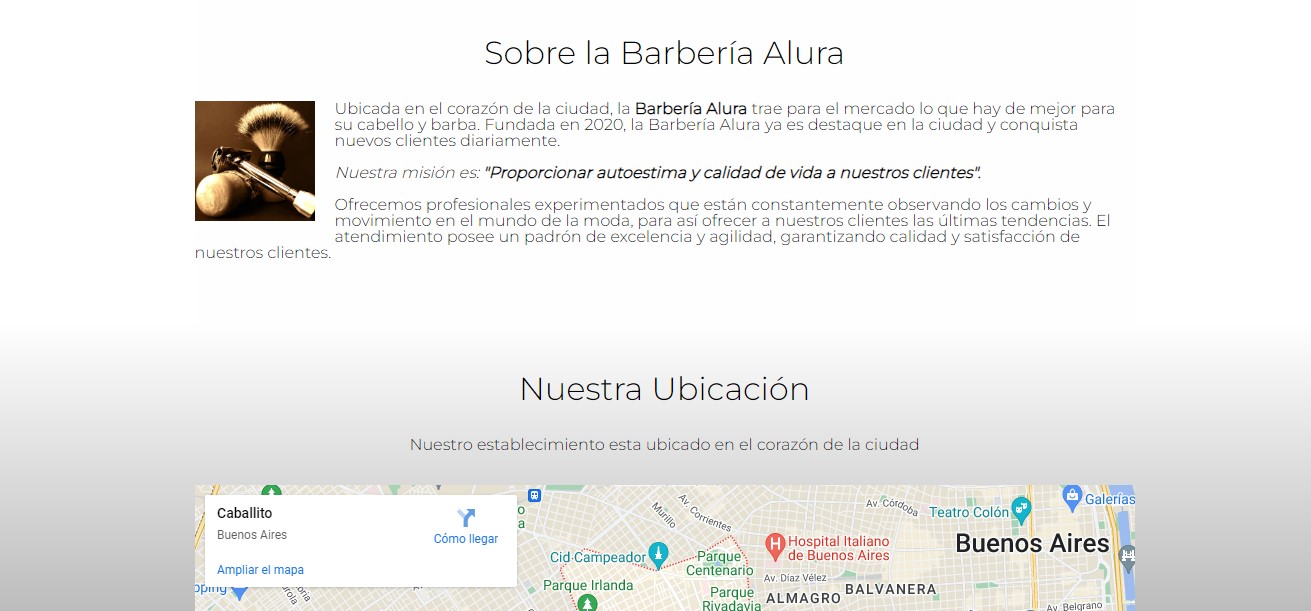 Sobre la Barbería Alura
Ubicada en el corazón de la ciudad, la Barbería Alura trae para el mercado lo que hay de mejor para
su cabello y barba. Fundada en 2020, la Barbería Alura ya es destaque en la ciudad y conquista
nuevos clientes diariamente.
Nuestra misión es: "Proporcionar autoestima y calidad de vida a nuestros clientes".
Ofrecemos profesionales experimentados que están constantemente observando los cambios y
movimiento en el mundo de la moda, para así ofrecer a nuestros clientes las últimas tendencias. El
atendimiento posee un padrón de excelencia y agilidad, garantizando calidad y satisfacción de
nuestros clientes.
Nuestra Ubicación
Nuestro establecimiento esta ubicado en el corazón de la ciudad
Caballito
Buenos Aires
Cómo llegar
Ampliar el mapa
Murillo
Av. Corrientes
Av. Córdoba
Teatro Colón
Galerías
Cid Campeador
Parque
Centenario
H
Hospital Italiano
de Buenos Aires
Buenos Aires
Parque Irlanda
Av. Díaz Vélez
Parque
Rivadavia
ALMAGRO
BALVANERA
Av. Belgrano